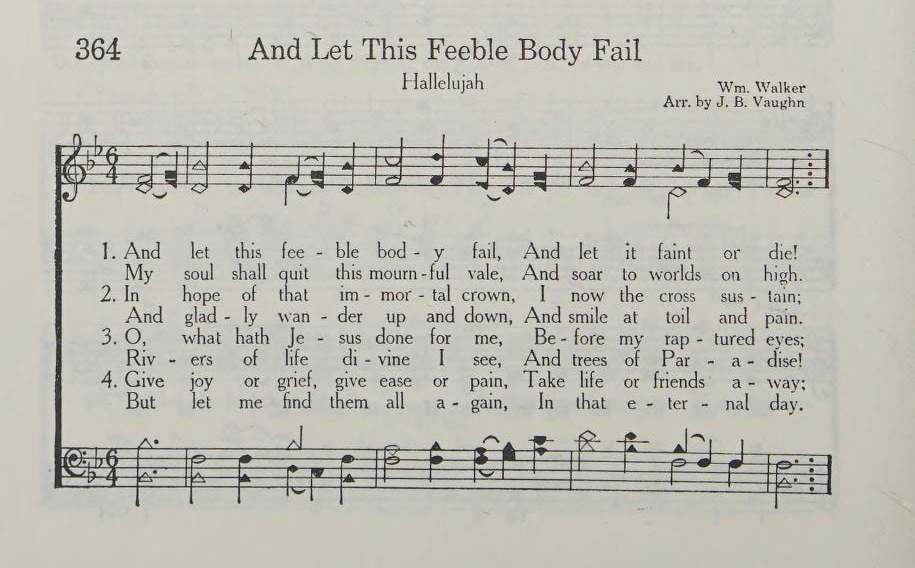 364 And Let This Feeble Body Fail
Hallelujah
Wm. Walker
Arr. by J. B. Vaughn
6
4
1. And let this fee - ble bod - y fail, And let it faint or die!
My soul shall quit this mourn - ful vale, And soar to worlds on high.
2. In hope of that im - mor - tal crown, I now the cross sus - tain;
And glad - ly wan - der up and down, And smile at toil and pain.
3. O, what hath Je - sus done for me, Be - fore my rap - tured eyes;
Riv - ers of life di - vine I see, And trees of Par - a - dise!
4. Give joy or grief, give ease or pain, Take life or friends a - way;
But let me find them all a - gain, In that e - ter - nal day.
6
4